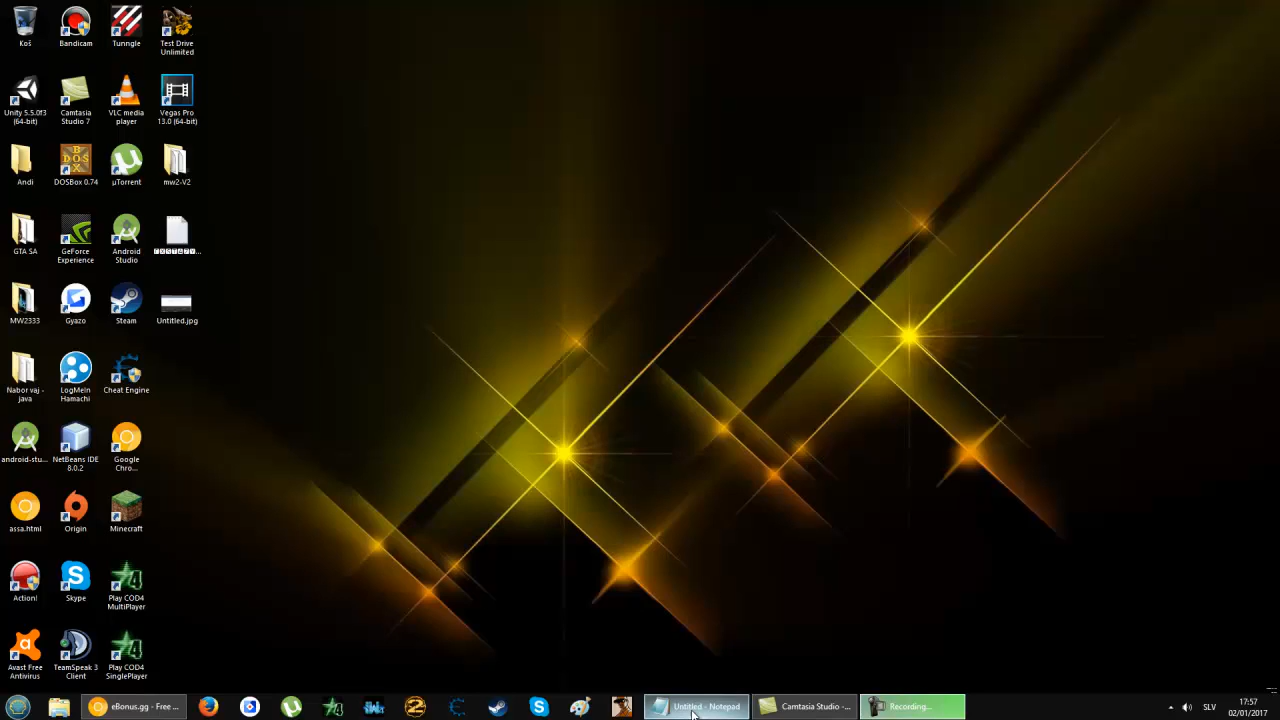 Koš
Bandicam
Tunngle
Test Drive
Unlimited
Unity 5.5.0f3
(64-bit)
Camtasia
Studio 7
VLC media
player
Vegas Pro
13.0 (64-bit)
Andi
DOSBox 0.74
µTorrent
mw2-V2
GTA SA
GeForce
Experience
Android
Studio
MW2333
Gyazo
Steam
Untitled.jpg
Nabor vaj -
java
LogMeIn
Hamachi
Cheat Engine
android-stu...
NetBeans IDE
8.0.2
Google
Chro...
assa.html
Origin
Minecraft
Action!
Skype
Play COD4
MultiPlayer
Avast Free
Antivirus
TeamSpeak 3
Client
Play COD4
SinglePlayer
eBonus.gg - Free ...
Untitled - Notepad
Camtasia Studio -...
Recording...
SLV
17:57
02/01/2017